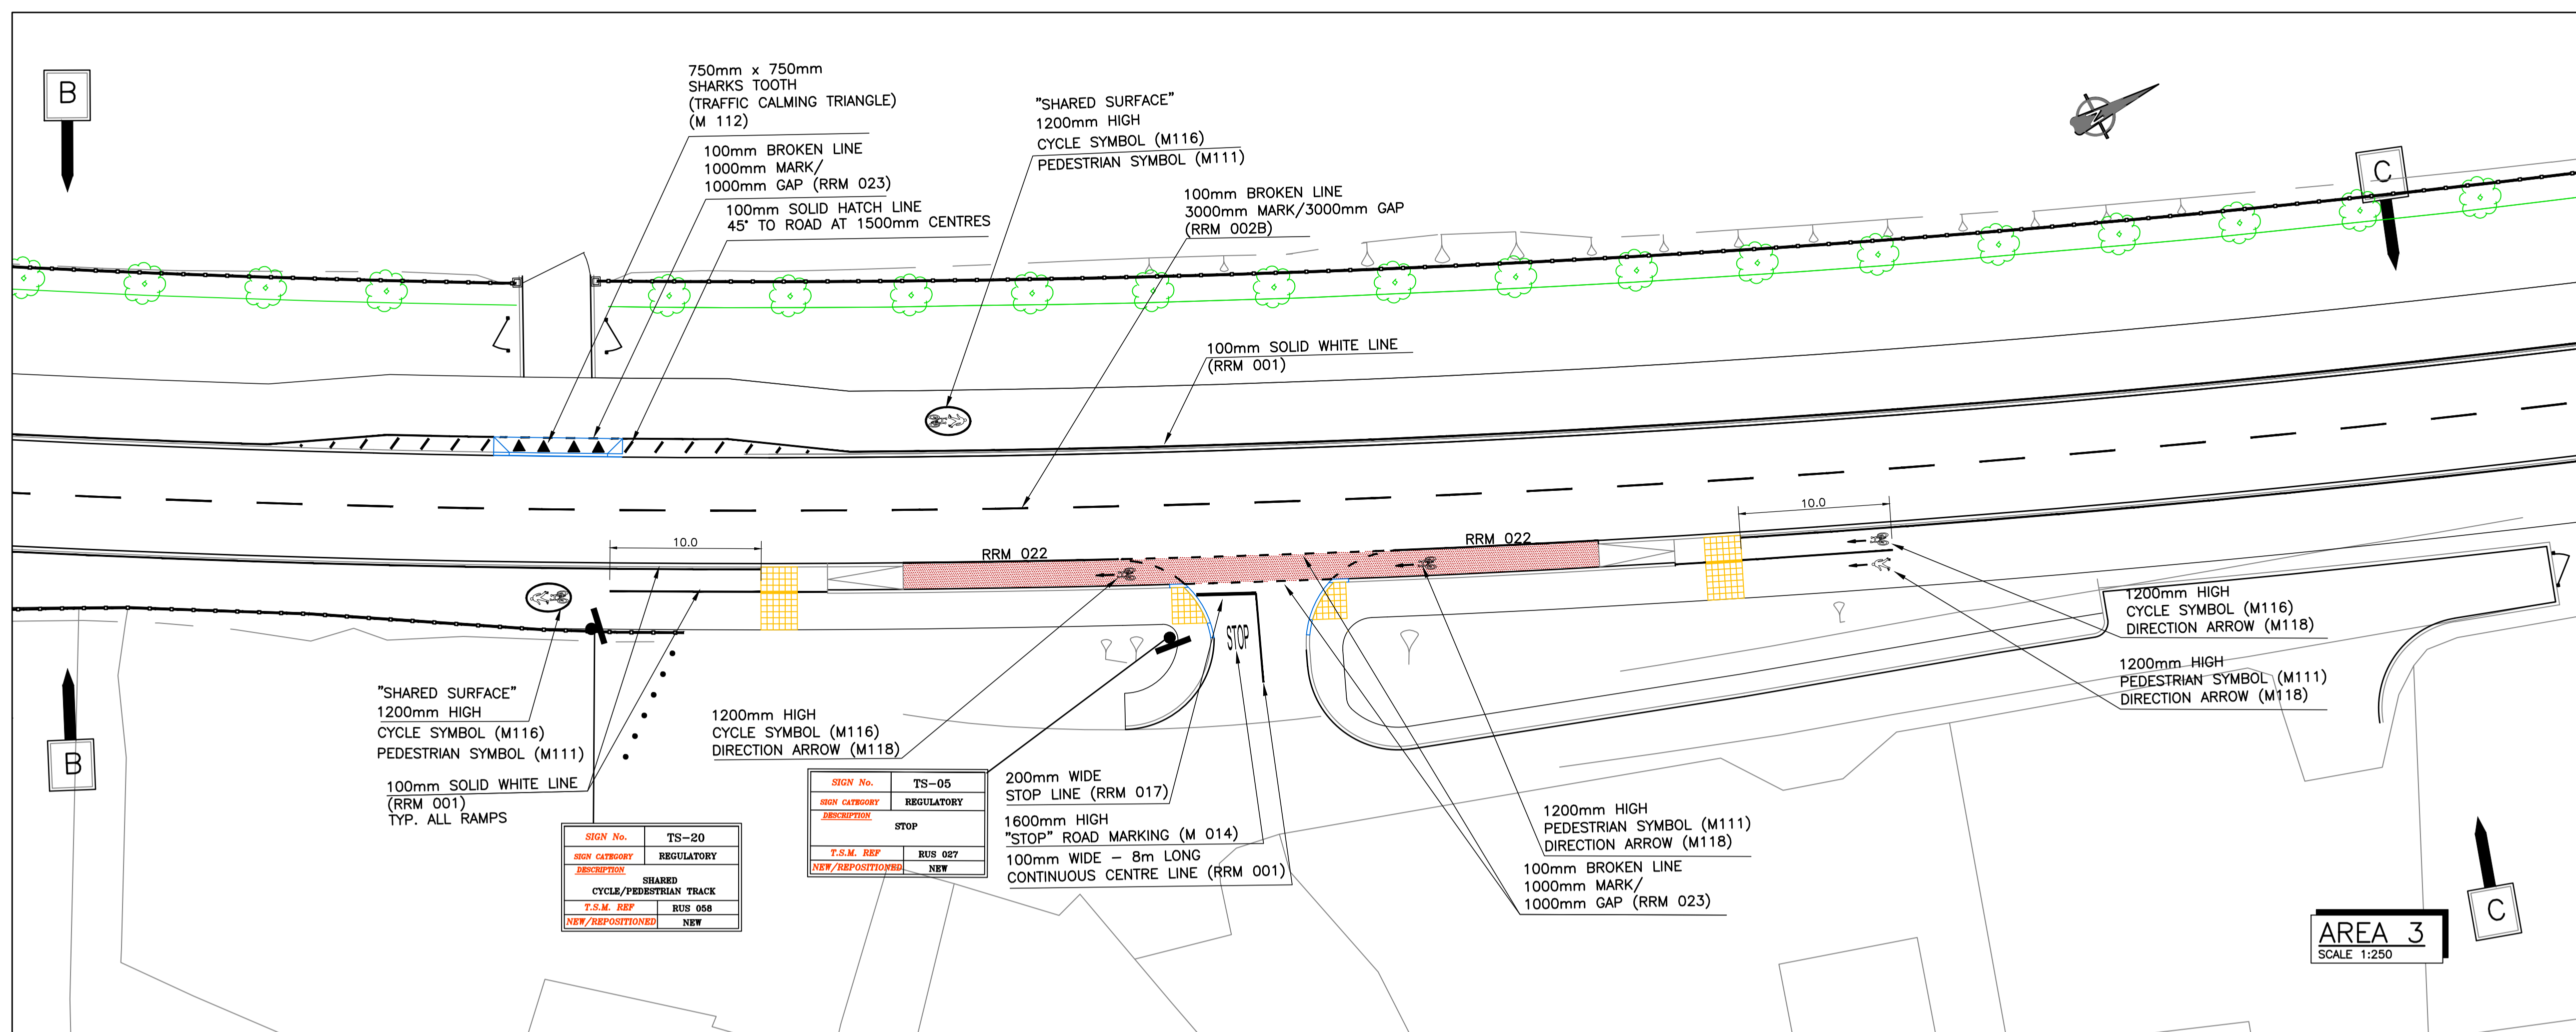 B
750mm x 750mm
SHARKS TOOTH
(TRAFFIC CALMING TRIANGLE)
(M 112)
100mm BROKEN LINE
1000mm MARK/
1000mm GAP (RRM 023)
100mm SOLID HATCH LINE
45° TO ROAD AT 1500mm CENTRES
"SHARED SURFACE"
1200mm HIGH
CYCLE SYMBOL (M116)
PEDESTRIAN SYMBOL (M111)
100mm BROKEN LINE
3000mm MARK/3000mm GAP
(RRM 002B)
C
100mm SOLID WHITE LINE
(RRM 001)
10.0
RRM 022
RRM 022
10.0
STOP
"SHARED SURFACE"
1200mm HIGH
CYCLE SYMBOL (M116)
PEDESTRIAN SYMBOL (M111)
100mm SOLID WHITE LINE
(RRM 001)
TYP. ALL RAMPS
B
1200mm HIGH
CYCLE SYMBOL (M116)
DIRECTION ARROW (M118)
SIGN No. TS-20
SIGN CATEGORY REGULATORY
DESCRIPTION
SHARED
CYCLE/PEDESTRIAN TRACK
T.S.M. REF RUS 058
NEW/REPOSITIONED NEW
SIGN No. TS-05
SIGN CATEGORY REGULATORY
DESCRIPTION
STOP
T.S.M. REF RUS 027
NEW/REPOSITIONED NEW
200mm WIDE
STOP LINE (RRM 017)
1600mm HIGH
"STOP" ROAD MARKING (M 014)
100mm WIDE - 8m LONG
CONTINUOUS CENTRE LINE (RRM 001)
1200mm HIGH
PEDESTRIAN SYMBOL (M111)
DIRECTION ARROW (M118)
100mm BROKEN LINE
1000mm MARK/
1000mm GAP (RRM 023)
1200mm HIGH
CYCLE SYMBOL (M116)
DIRECTION ARROW (M118)
1200mm HIGH
PEDESTRIAN SYMBOL (M111)
DIRECTION ARROW (M118)
C
AREA 3
SCALE 1:250